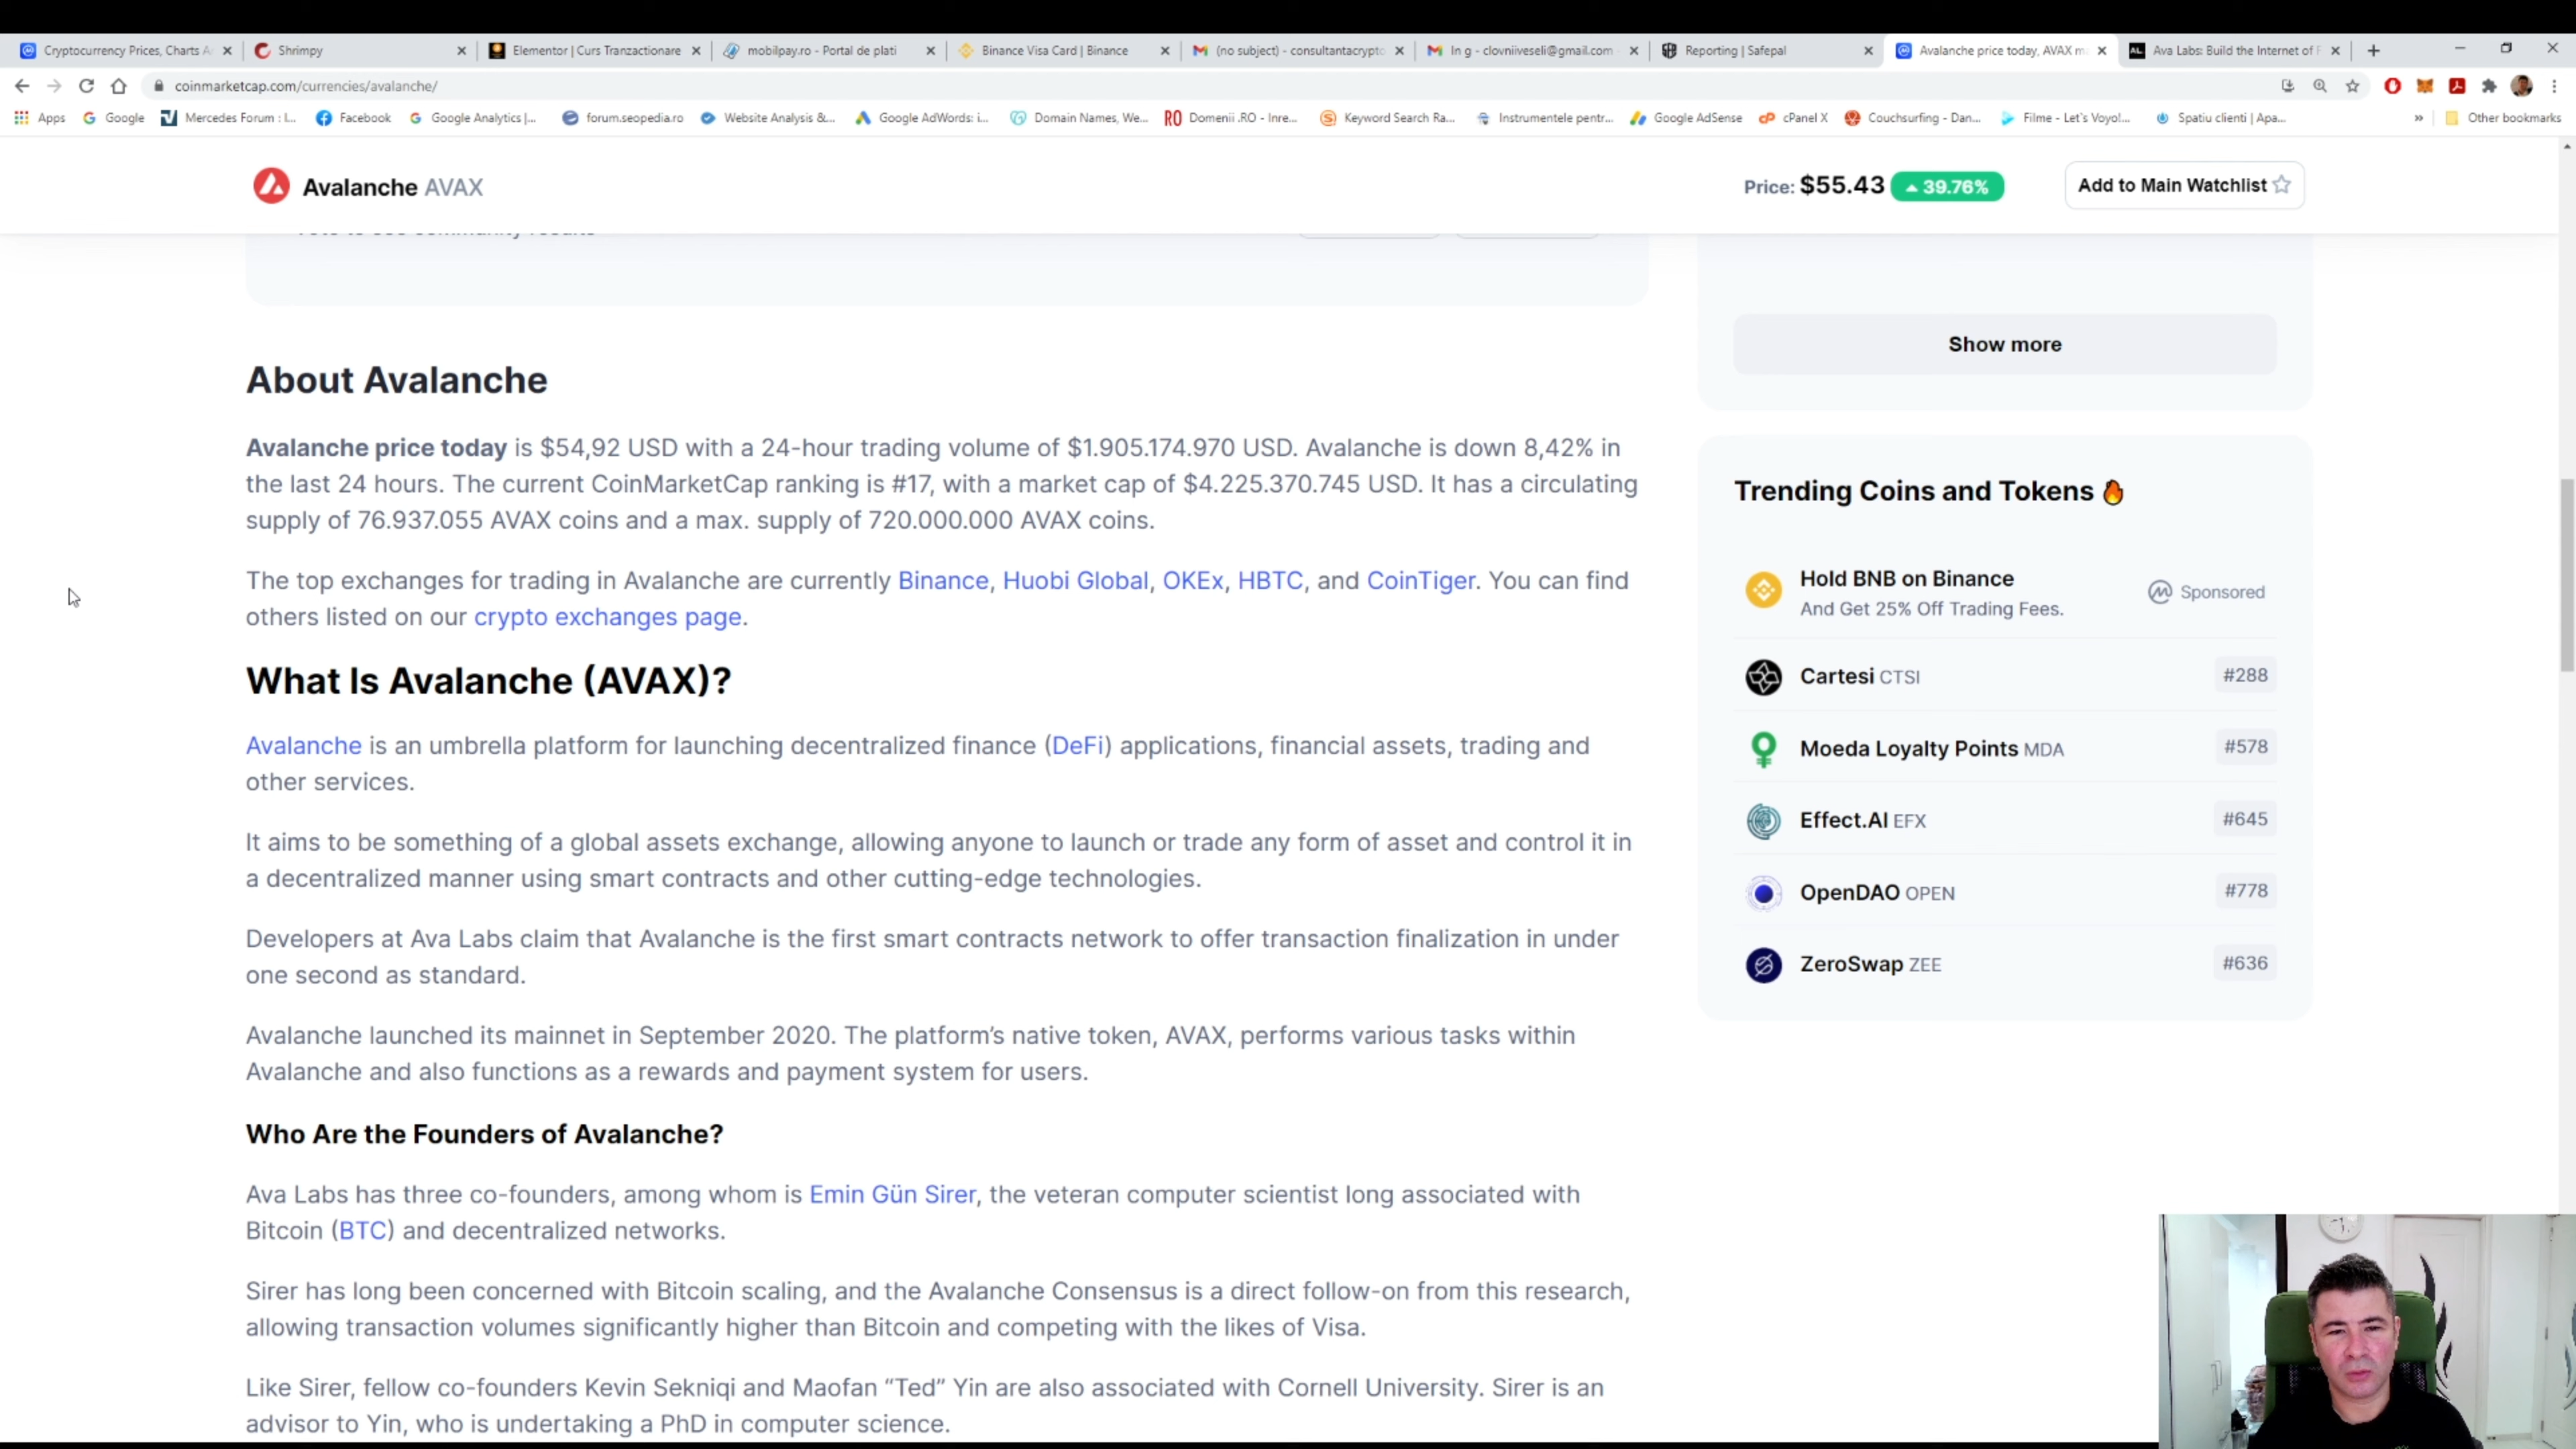 Cryptocurrency Prices, Charts A
Shrimpy
Elementor | Curs Tranzactionare
mobilpay.ro - Portal de plati
Binance Visa Card | Binance
(no subject) - consultantacrypto
In g - clovniiveseli@gmail.com
Reporting | Safepal
Avalanche price today, AVAX m
Ava Labs: Build the Internet of F
coinmarketcap.com/currencies/avalanche/
Apps
Google
Mercedes Forum : I...
Facebook
Google Analytics |...
forum.seopedia.ro
Website Analysis &...
Google AdWords: i...
Domain Names, We...
Domenii .RO - Inre...
Keyword Search Ra...
Instrumentele pentr...
Google AdSense
cPanel X
Couchsurfing - Dan...
Filme - Let`s Voyo!...
Spatiu clienti | Apa...
»
Other bookmarks
Avalanche AVAX
Price: $55.43 39.76%
Add to Main Watchlist
Show more
About Avalanche
Avalanche price today is $54,92 USD with a 24-hour trading volume of $1.905.174.970 USD. Avalanche is down 8,42% in
the last 24 hours. The current CoinMarketCap ranking is #17, with a market cap of $4.225.370.745 USD. It has a circulating
supply of 76.937.055 AVAX coins and a max. supply of 720.000.000 AVAX coins.
The top exchanges for trading in Avalanche are currently Binance, Huobi Global, OKEx, HBTC, and CoinTiger. You can find
others listed on our crypto exchanges page.
What Is Avalanche (AVAX)?
Avalanche is an umbrella platform for launching decentralized finance (DeFi) applications, financial assets, trading and
other services.
It aims to be something of a global assets exchange, allowing anyone to launch or trade any form of asset and control it in
a decentralized manner using smart contracts and other cutting-edge technologies.
Developers at Ava Labs claim that Avalanche is the first smart contracts network to offer transaction finalization in under
one second as standard.
Avalanche launched its mainnet in September 2020. The platform’s native token, AVAX, performs various tasks within
Avalanche and also functions as a rewards and payment system for users.
Who Are the Founders of Avalanche?
Ava Labs has three co-founders, among whom is Emin Gün Sirer, the veteran computer scientist long associated with
Bitcoin (BTC) and decentralized networks.
Sirer has long been concerned with Bitcoin scaling, and the Avalanche Consensus is a direct follow-on from this research,
allowing transaction volumes significantly higher than Bitcoin and competing with the likes of Visa.
Like Sirer, fellow co-founders Kevin Sekniqi and Maofan “Ted” Yin are also associated with Cornell University. Sirer is an
advisor to Yin, who is undertaking a PhD in computer science.
Trending Coins and Tokens
Hold BNB on Binance
And Get 25% Off Trading Fees.
Sponsored
Cartesi CTSI #288
Moeda Loyalty Points MDA #578
Effect.AI EFX #645
OpenDAO OPEN #778
ZeroSwap ZEE #636